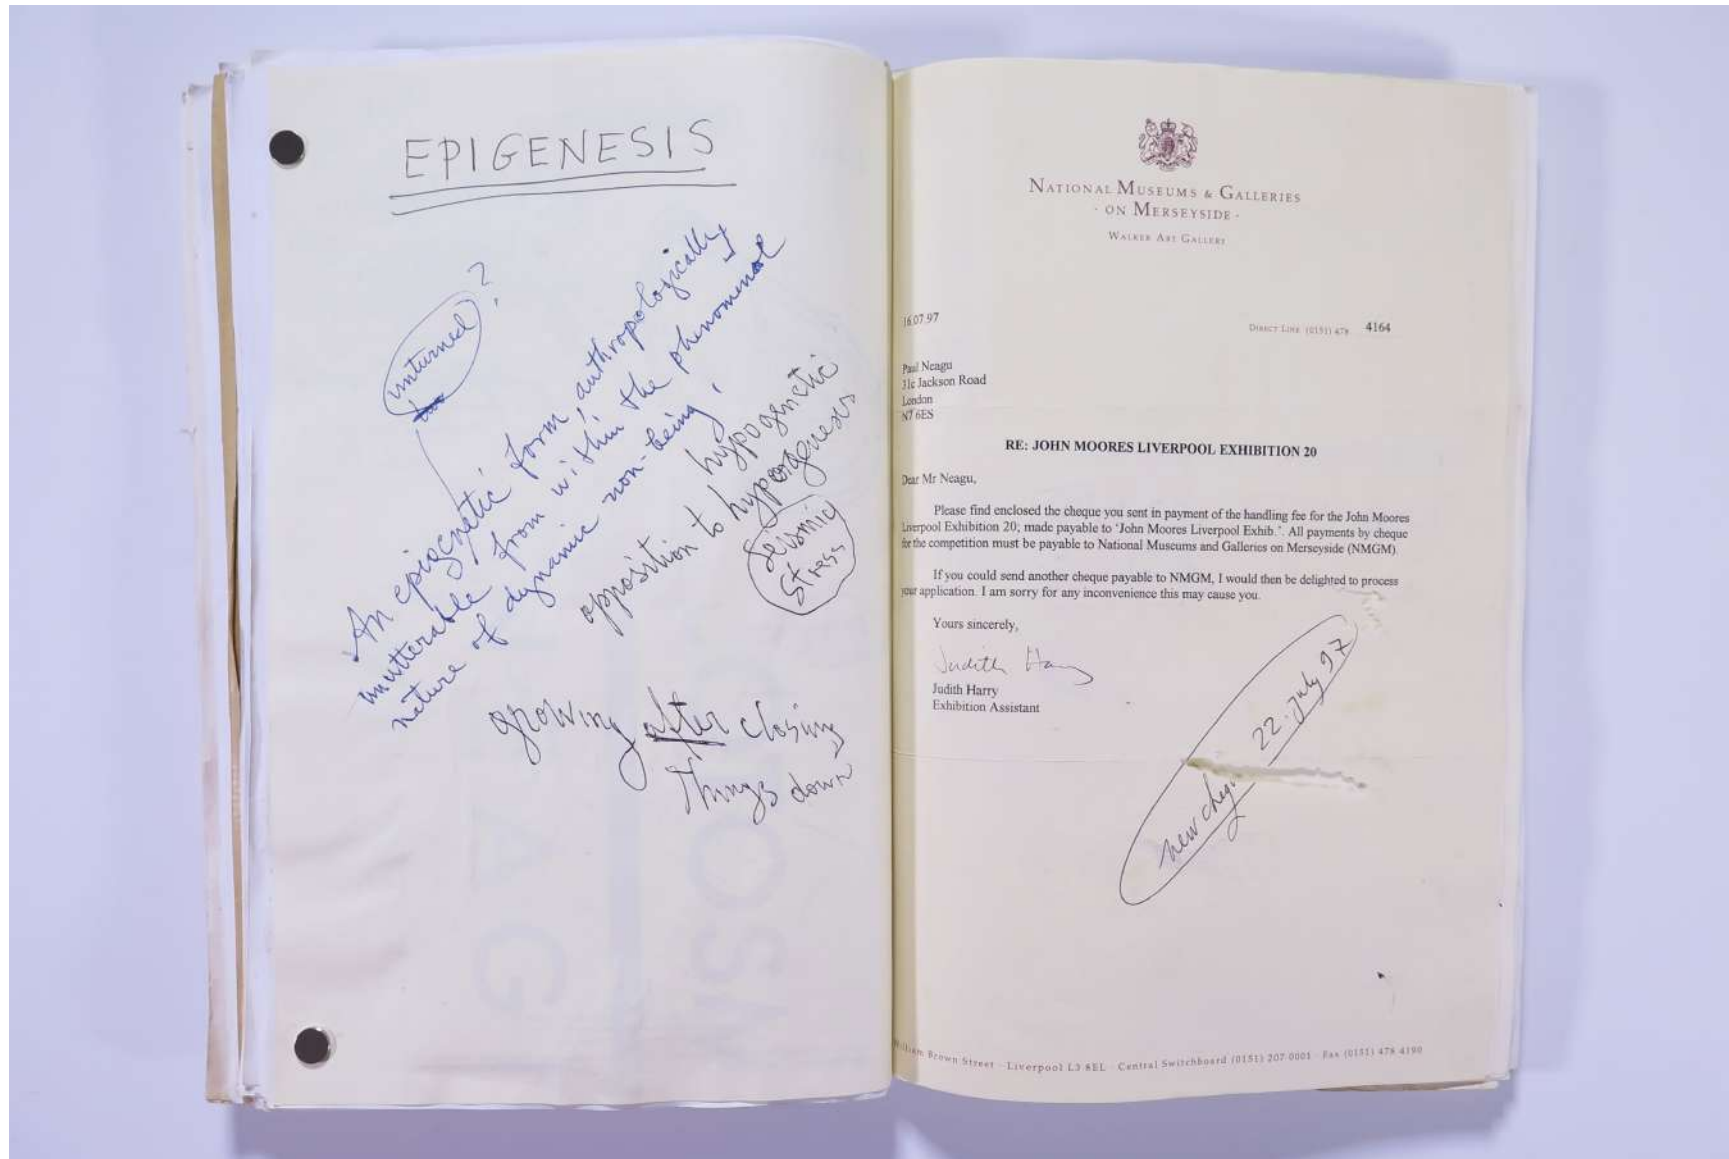 EPIGENESIS
unturned ?
An epigenetic form, anthropologically
unutterable from within the phenomenal
nature of dynamic non-being,
hypogenetic
opposition to hypogenesis
Seismic
Stress
growing after closing
things down
NATIONAL MUSEUMS & GALLERIES
· ON MERSEYSIDE ·
WALKER ART GALLERY
16 07 97
DIRECT LINE (0151) 478 4164
Paul Neagu
31c Jackson Road
London
N7 6ES
RE: JOHN MOORES LIVERPOOL EXHIBITION 20
Dear Mr Neagu,
Please find enclosed the cheque you sent in payment of the handling fee for the John Moores
Liverpool Exhibition 20; made payable to 'John Moores Liverpool Exhib.'. All payments by cheque
for the competition must be payable to National Museums and Galleries on Merseyside (NMGM).
If you could send another cheque payable to NMGM, I would then be delighted to process
your application. I am sorry for any inconvenience this may cause you.
Yours sincerely,
Judith Harry
Judith Harry
Exhibition Assistant
new cheque 22 July 97
William Brown Street · Liverpool L3 8EL · Central Switchboard (0151) 207 0001 · Fax (0151) 478 4190